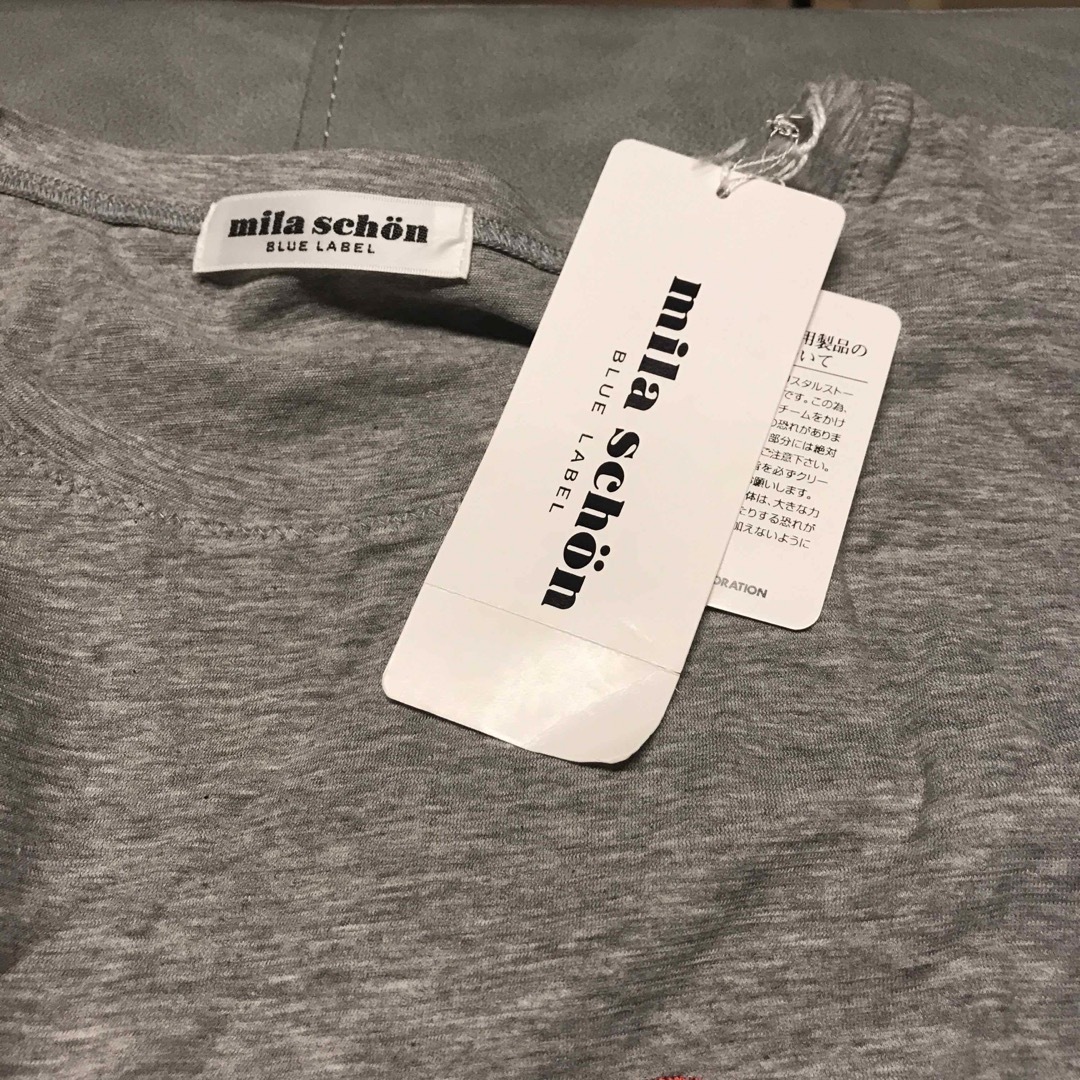 mila schön
BLUE LABEL
mila schön
BLUE LABEL
用製品の
いて
スタルストー
です。この為、
チームをかけ
の恐れがありま
部分には絶対
ご注意下さい。
を必ずクリー
願いします。
体は、大きな力
たりする恐れが
加えないように
ORATION